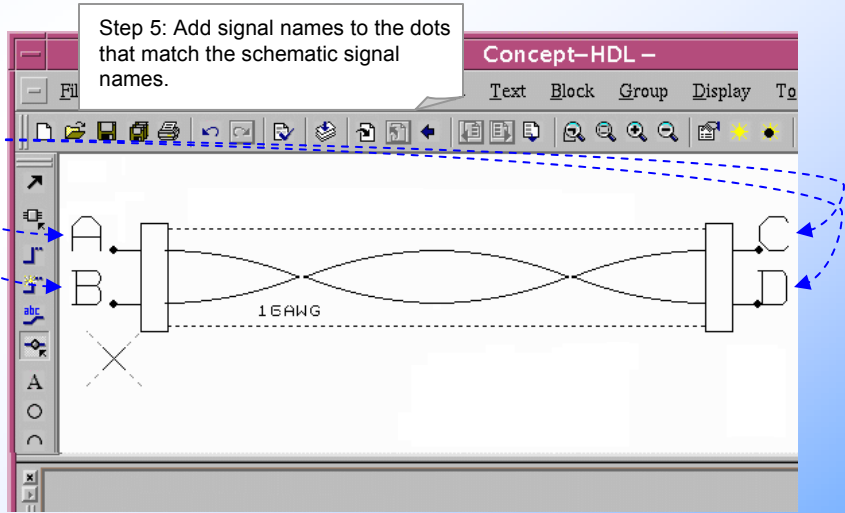 Step 5: Add signal names to the dots
that match the schematic signal
names.
Concept–HDL –
Text Block Group Display
A
C
B
D
16AWG
abc
A